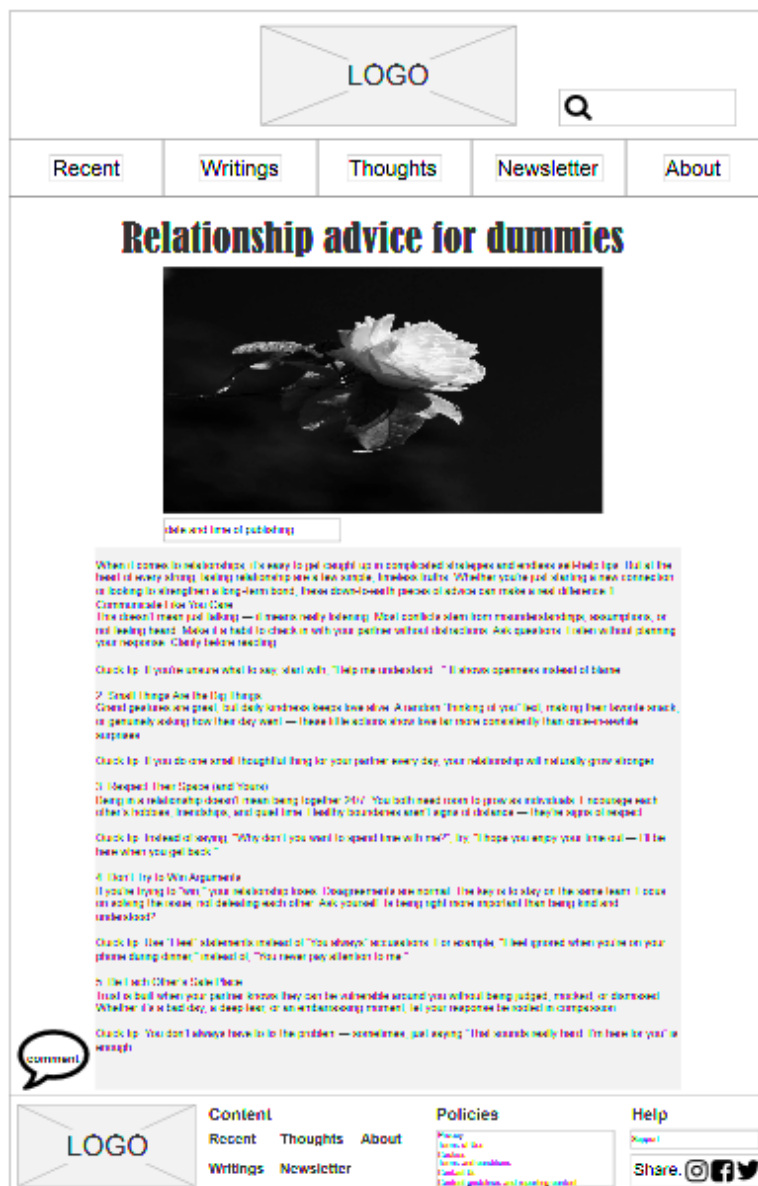 LOGO
Recent Writings Thoughts Newsletter About
Relationship advice for dummies
date and time of publishing
When it comes to relationships, it's easy to get caught up in complicated strategies and endless self-help tips. But at the
heart of every strong, lasting relationship are a few simple, timeless truths. Whether you're just starting a new connection
or looking to strengthen a long-term bond, these down-to-earth pieces of advice can make a real difference.1.
Communicate Like You Care
This doesn't mean just talking — it means really listening. Most conflicts stem from misunderstandings, assumptions, or
not feeling heard. Make it a habit to check in with your partner without distractions. Ask questions. Listen without planning
your response. Clarify before reacting.
Quick tip: If you're unsure what to say, start with, "Help me understand..." It shows openness instead of blame.
2. Small Things Are the Big Things
Grand gestures are great, but daily kindness keeps love alive. A random "thinking of you" text, making their favorite snack,
or genuinely asking how their day went — these little actions show love far more consistently than once-in-awhile
surprises.
Quick tip: If you do one small thoughtful thing for your partner every day, your relationship will naturally grow stronger.
3. Respect Their Space (and Yours)
Being in a relationship doesn't mean being together 24/7. You both need room to grow as individuals. Encourage each
other's hobbies, friendships, and quiet time. Healthy boundaries aren't signs of distance — they're signs of respect.
Quick tip: Instead of saying, "Why don't you want to spend time with me?", try, "I hope you enjoy your time out — I'll be
here when you get back."
4. Don't Try to Win Arguments
If you're trying to "win," your relationship loses. Disagreements are normal. The key is to stay on the same team. Focus
on solving the issue, not defeating each other. Ask yourself: Is being right more important than being kind and
understood?
Quick tip: Use "I feel" statements instead of "You always" accusations. For example, "I feel ignored when you're on your
phone during dinner," instead of, "You never pay attention to me."
5. Be Each Other's Safe Place
Trust is built when your partner knows they can be vulnerable around you without being judged, mocked, or dismissed.
Whether it's a bad day, a deep fear, or an embarrassing moment, let your response be rooted in compassion.
Quick tip: You don't always have to fix the problem — sometimes, just saying "That sounds really hard. I'm here for you" is
enough.
comment
LOGO
Content Policies Help
Recent Thoughts About
Writings Newsletter
Privacy
Terms of Use
Cookies
Terms and conditions
Contact Us
Support
Share.